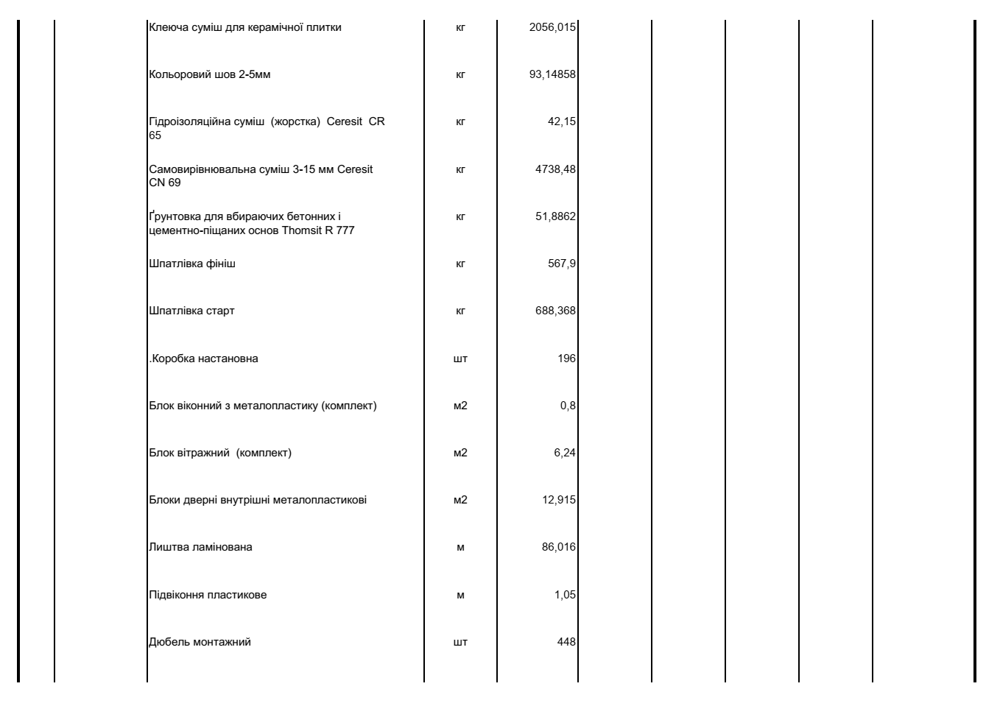 Клеюча суміш для керамічної плитки кг 2056,015
Кольоровий шов 2-5мм кг 93,14858
Гідроізоляційна суміш (жорстка) Ceresit CR кг 42,15
65
Самовирівнювальна суміш 3-15 мм Ceresit кг 4738,48
CN 69
Ґрунтовка для вбираючих бетонних і кг 51,8862
цементно-піщаних основ Thomsit R 777
Шпатлівка фініш кг 567,9
Шпатлівка старт кг 688,368
.Коробка настановна шт 196
Блок віконний з металопластику (комплект) м2 0,8
Блок вітражний (комплект) м2 6,24
Блоки дверні внутрішні металопластикові м2 12,915
Лиштва ламінована м 86,016
Підвіконня пластикове м 1,05
Дюбель монтажний шт 448